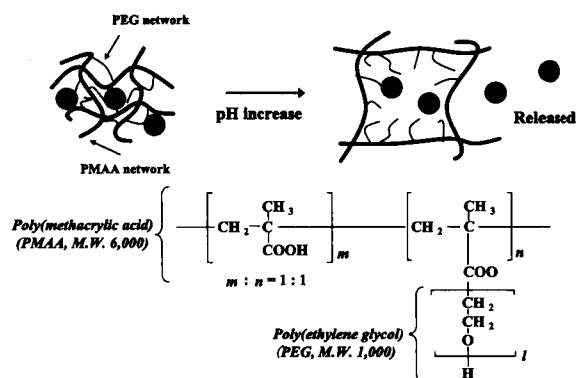 PEG network
pH increase
Released
PMAA network
Poly(methacrylic acid)
(PMAA, M.W. 6,000)
CH3
CH2 — C
COOH
m
m : n = 1 : 1
CH3
CH2 — C
n
COO
CH2
CH2
O
l
H
Poly(ethylene glycol)
(PEG, M.W. 1,000)